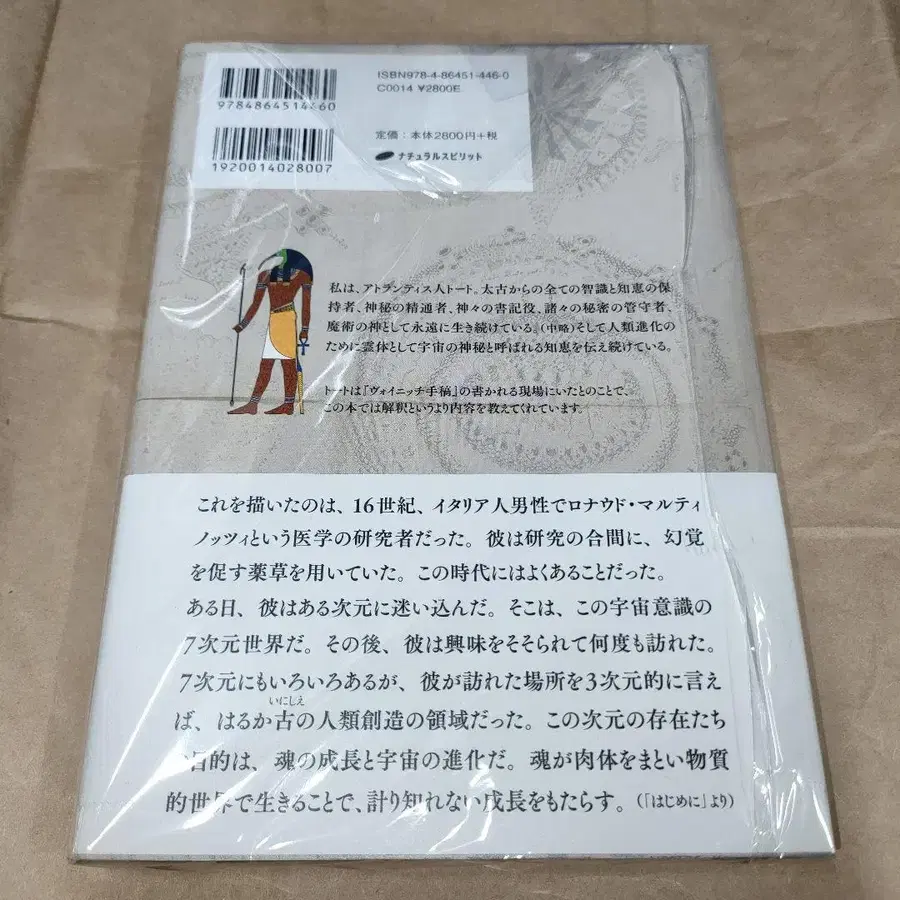 ISBN978-4-86451-446-0
C0014 ¥2800E
9784864514460
定価:本体2800円+税
ナチュラルスピリット
1920014028007
私は、アトランティス人トート。太古からの全ての智識と知恵の保
持者、神秘の精通者、神々の書記役、諸々の秘密の管守者、
魔術の神として永遠に生き続けている。(中略)そして人類進化の
ために霊体として宇宙の神秘と呼ばれる知恵を伝え続けている。
トートは「ヴォイニッチ手稿」の書かれる現場にいたとのことで、
この本では解釈というより内容を教えてくれています。
これを描いたのは、16世紀、イタリア人男性でロナウド・マルティ
ノッツィという医学の研究者だった。彼は研究の合間に、幻覚
を促す薬草を用いていた。この時代にはよくあることだった。
ある日、彼はある次元に迷い込んだ。そこは、この宇宙意識の
7次元世界だ。その後、彼は興味をそそられて何度も訪れた。
7次元にもいろいろあるが、彼が訪れた場所を3次元的に言え
いにしえ
ば、はるか古の人類創造の領域だった。この次元の存在たち
目的は、魂の成長と宇宙の進化だ。魂が肉体をまとい物質
的世界で生きることで、計り知れない成長をもたらす。(「はじめに」より)